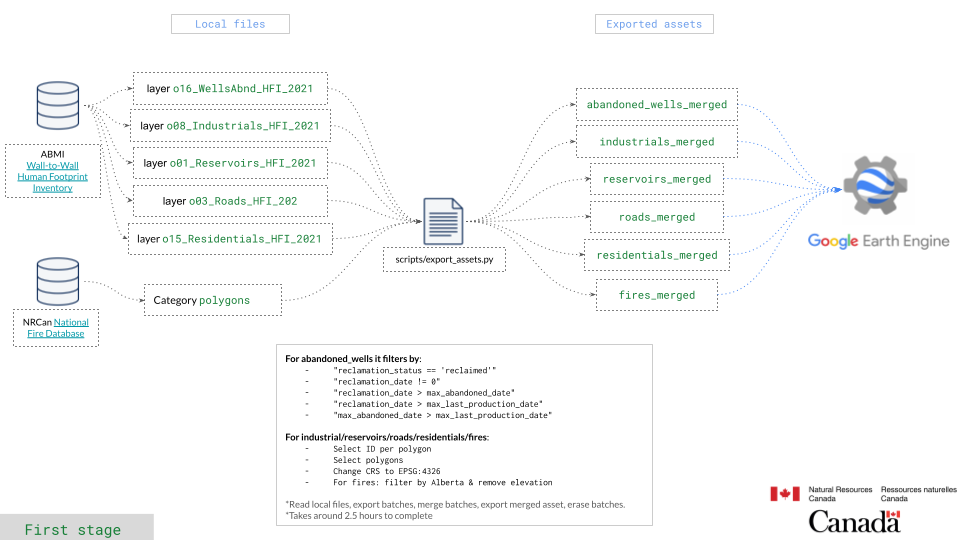 Local files
Exported assets
layer o16_WellsAbnd_HFI_2021
layer o08_Industrials_HFI_2021
layer o01_Reservoirs_HFI_2021
layer o03_Roads_HFI_202
layer o15_Residentials_HFI_2021
Category polygons
ABMI
Wall-to-Wall
Human Footprint
Inventory
NRCan National
Fire Database
scripts/export_assets.py
abandoned_wells_merged
industrials_merged
reservoirs_merged
roads_merged
residentials_merged
fires_merged
Google Earth Engine
For abandoned_wells it filters by:
- "reclamation_status == 'reclaimed'"
- "reclamation_date != 0"
- "reclamation_date > max_abandoned_date"
- "reclamation_date > max_last_production_date"
- "max_abandoned_date > max_last_production_date"
For industrial/reservoirs/roads/residentials/fires:
- Select ID per polygon
- Select polygons
- Change CRS to EPSG:4326
- For fires: filter by Alberta & remove elevation
*Read local files, export batches, merge batches, export merged asset, erase batches.
*Takes around 2.5 hours to complete
First stage
Natural Resources Ressources naturelles
Canada Canada
Canada